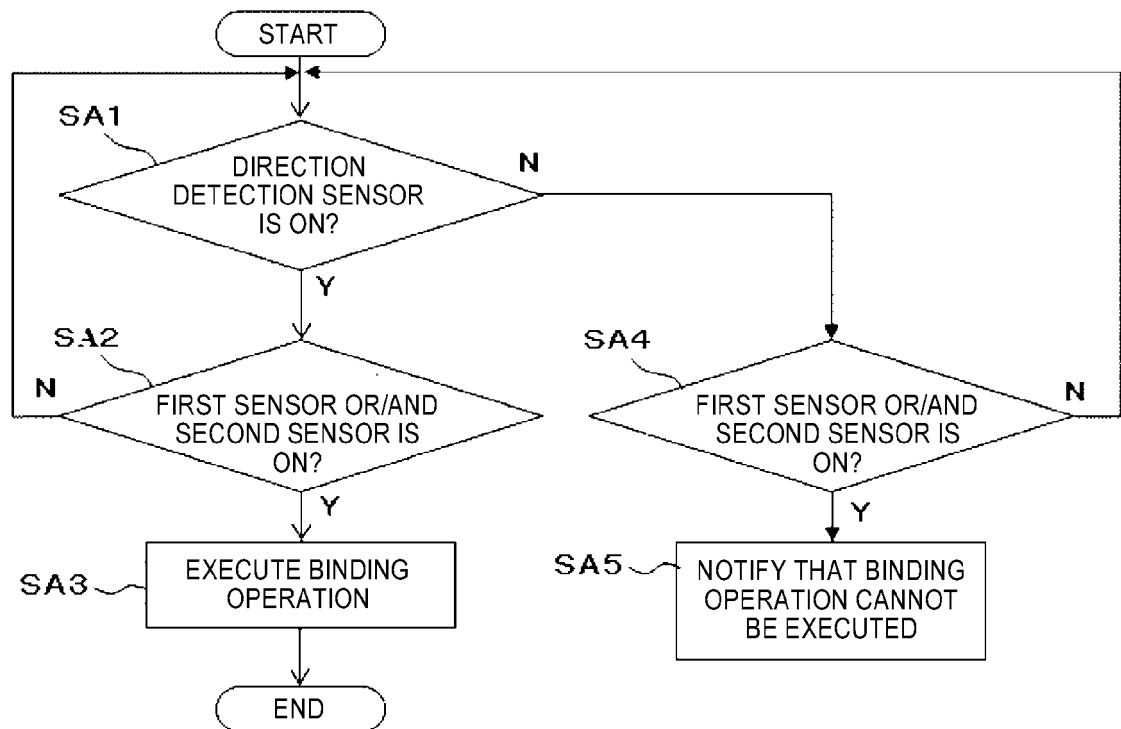 START
SA1
DIRECTION
DETECTION SENSOR
IS ON?
N
Y
SA2
N
FIRST SENSOR OR/AND
SECOND SENSOR IS
ON?
Y
SA4
FIRST SENSOR OR/AND
SECOND SENSOR IS
ON?
N
Y
SA3
EXECUTE BINDING
OPERATION
SA5
NOTIFY THAT BINDING
OPERATION CANNOT
BE EXECUTED
END